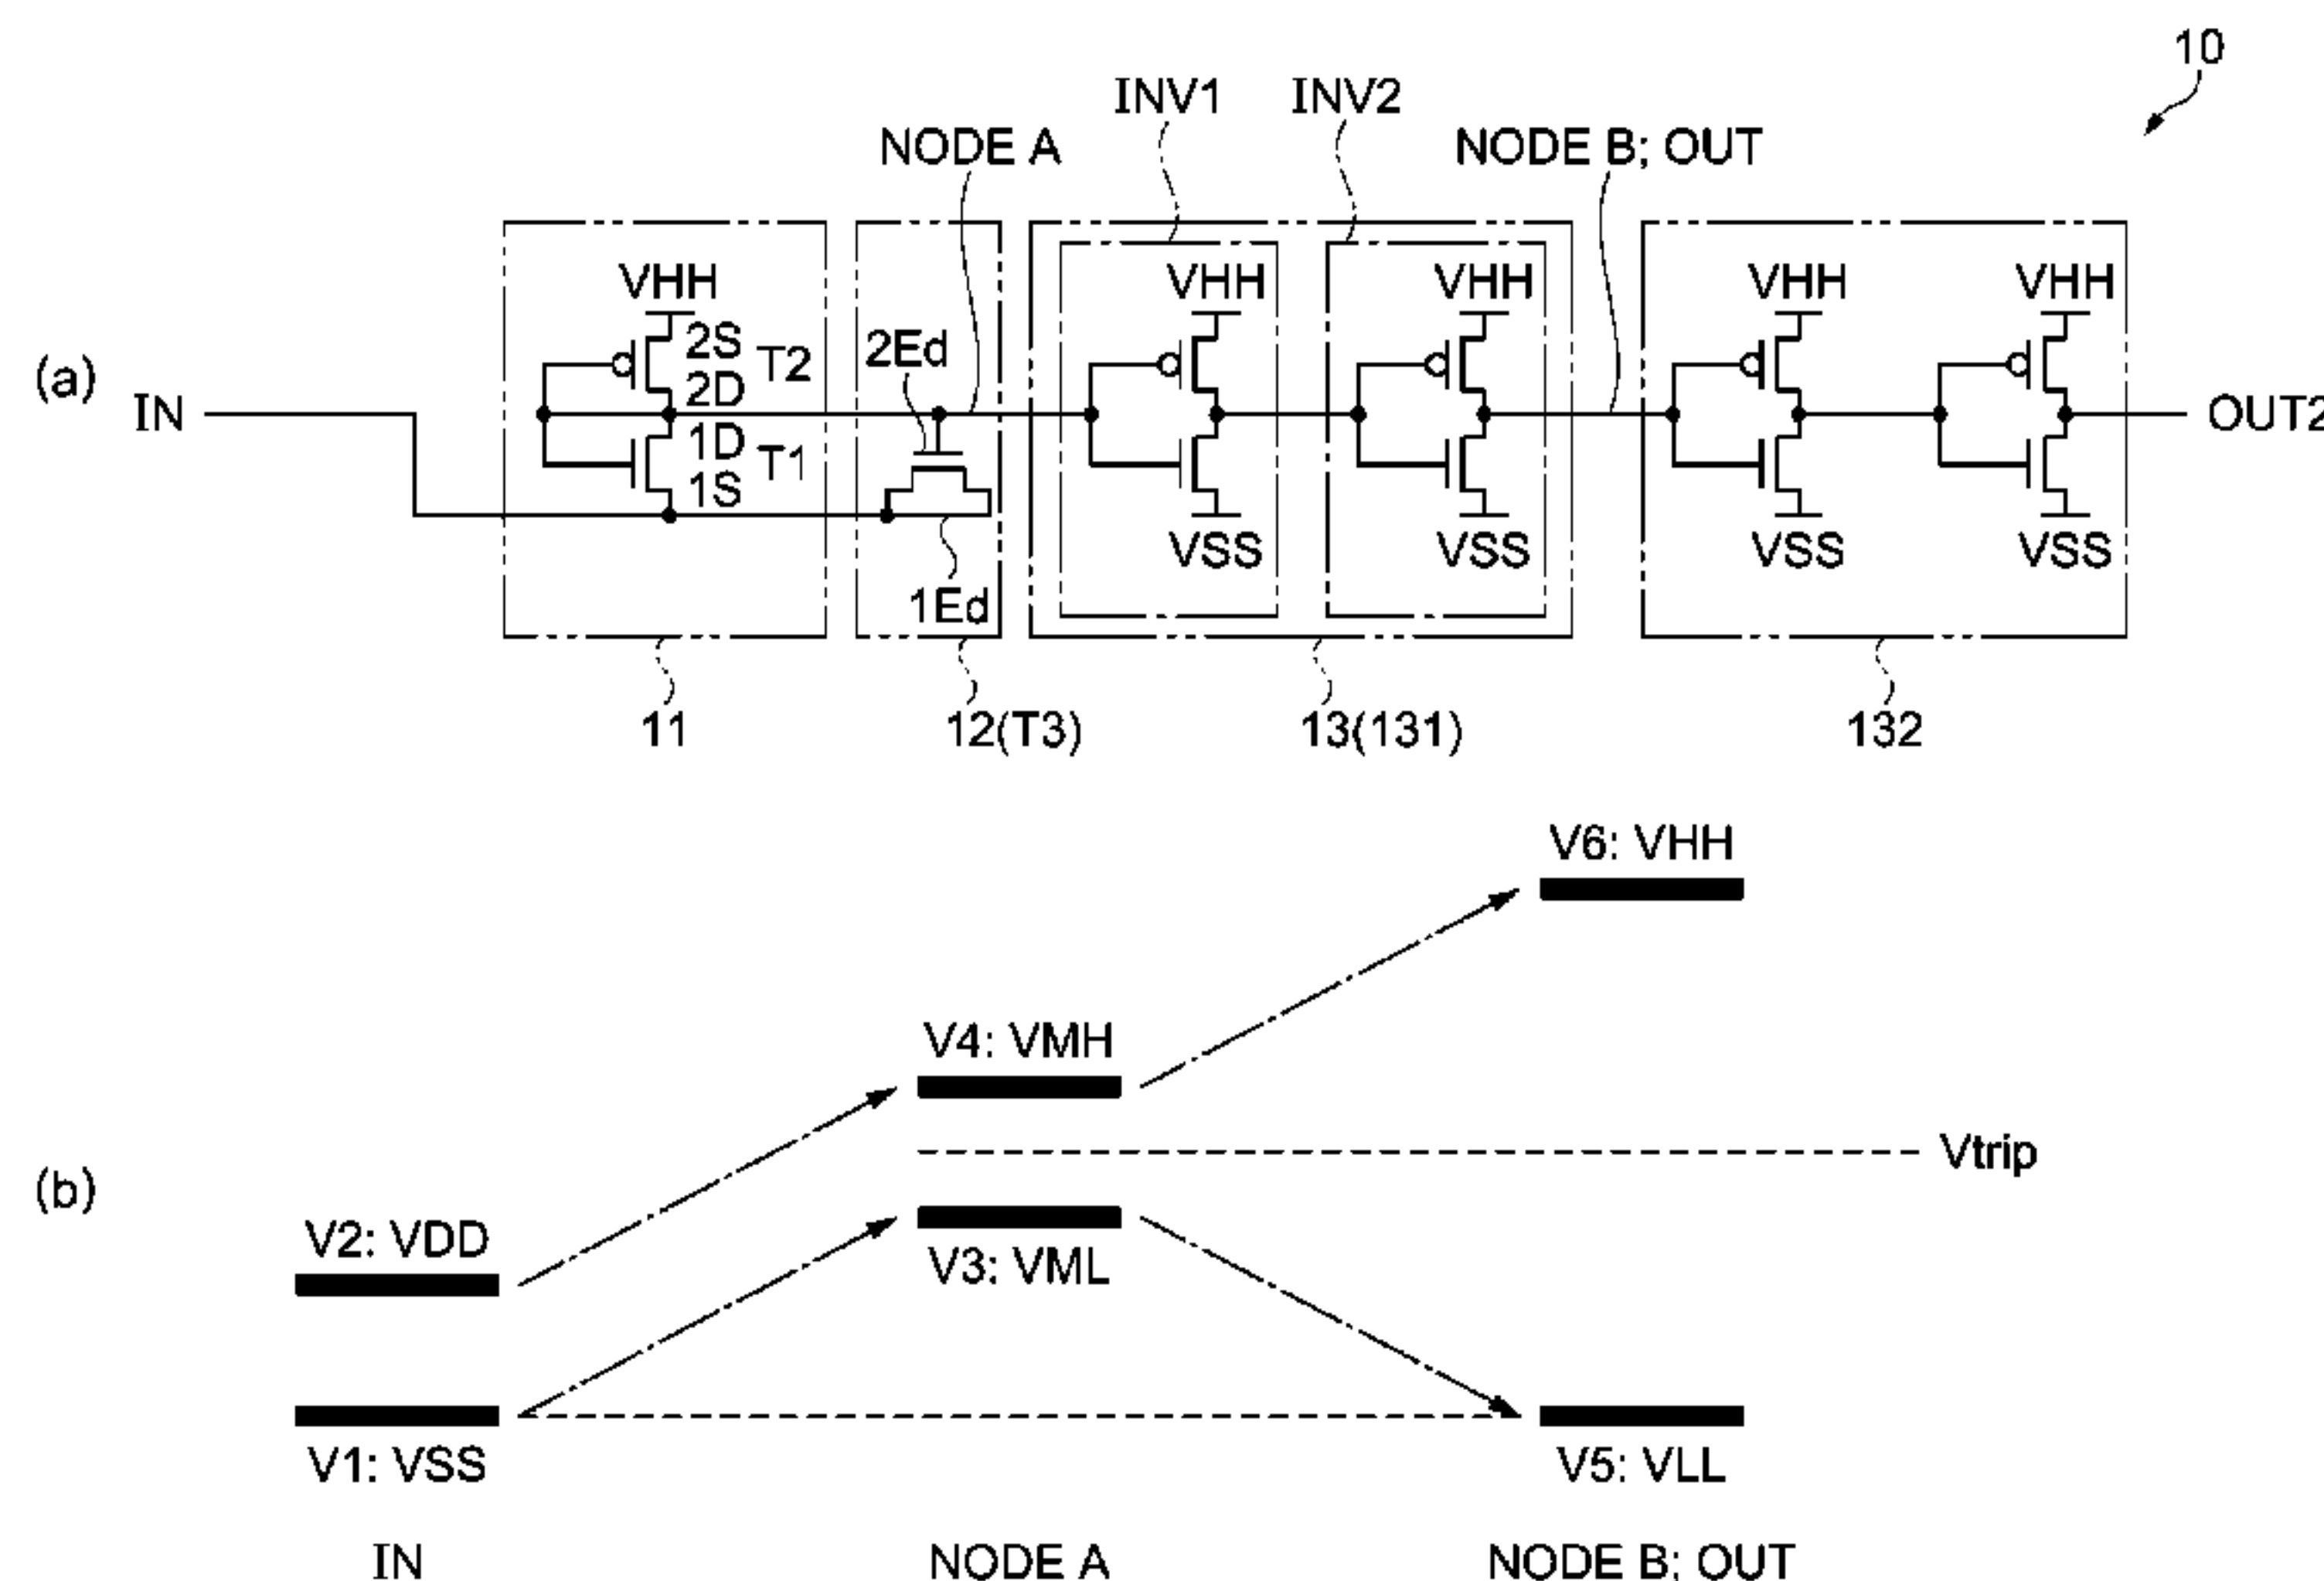 10
INV1 INV2
NODE A NODE B; OUT
VHH VHH VHH VHH VHH
2S T2 2Ed
2D
(a) IN OUT2
1D T1
1S
VSS VSS VSS VSS
1Ed
11 12(T3) 13(131) 132
V6: VHH
V4: VMH
Vtrip
(b)
V2: VDD V3: VML
V1: VSS V5: VLL
IN NODE A NODE B; OUT